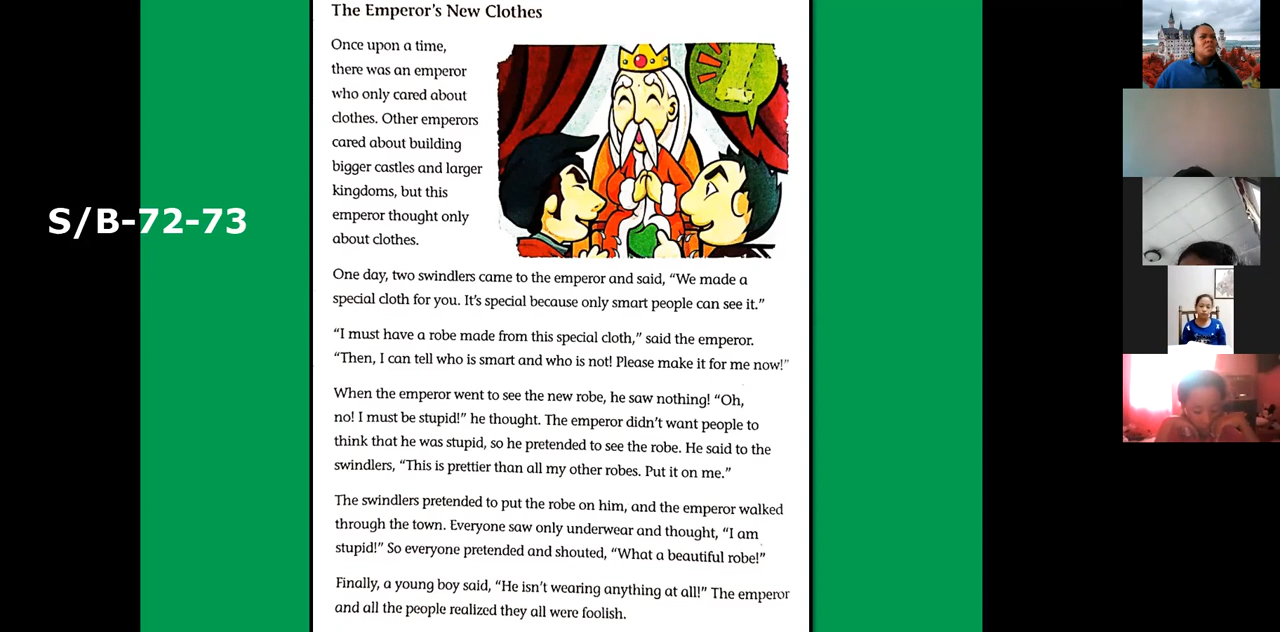 The Emperor's New Clothes
Once upon a time,
there was an emperor
who only cared about
clothes. Other emperors
cared about building
bigger castles and larger
kingdoms, but this
emperor thought only
about clothes.
S/B-72-73
One day, two swindlers came to the emperor and said, "We made a
special cloth for you. It's special because only smart people can see it."
"I must have a robe made from this special cloth," said the emperor.
"Then, I can tell who is smart and who is not! Please make it for me now!"
When the emperor went to see the new robe, he saw nothing! "Oh,
no! I must be stupid!" he thought. The emperor didn't want people to
think that he was stupid, so he pretended to see the robe. He said to the
swindlers, "This is prettier than all my other robes. Put it on me."
The swindlers pretended to put the robe on him, and the emperor walked
through the town. Everyone saw only underwear and thought, "I am
stupid!" So everyone pretended and shouted, "What a beautiful robe!"
Finally, a young boy said, "He isn't wearing anything at all!" The emperor
and all the people realized they all were foolish.